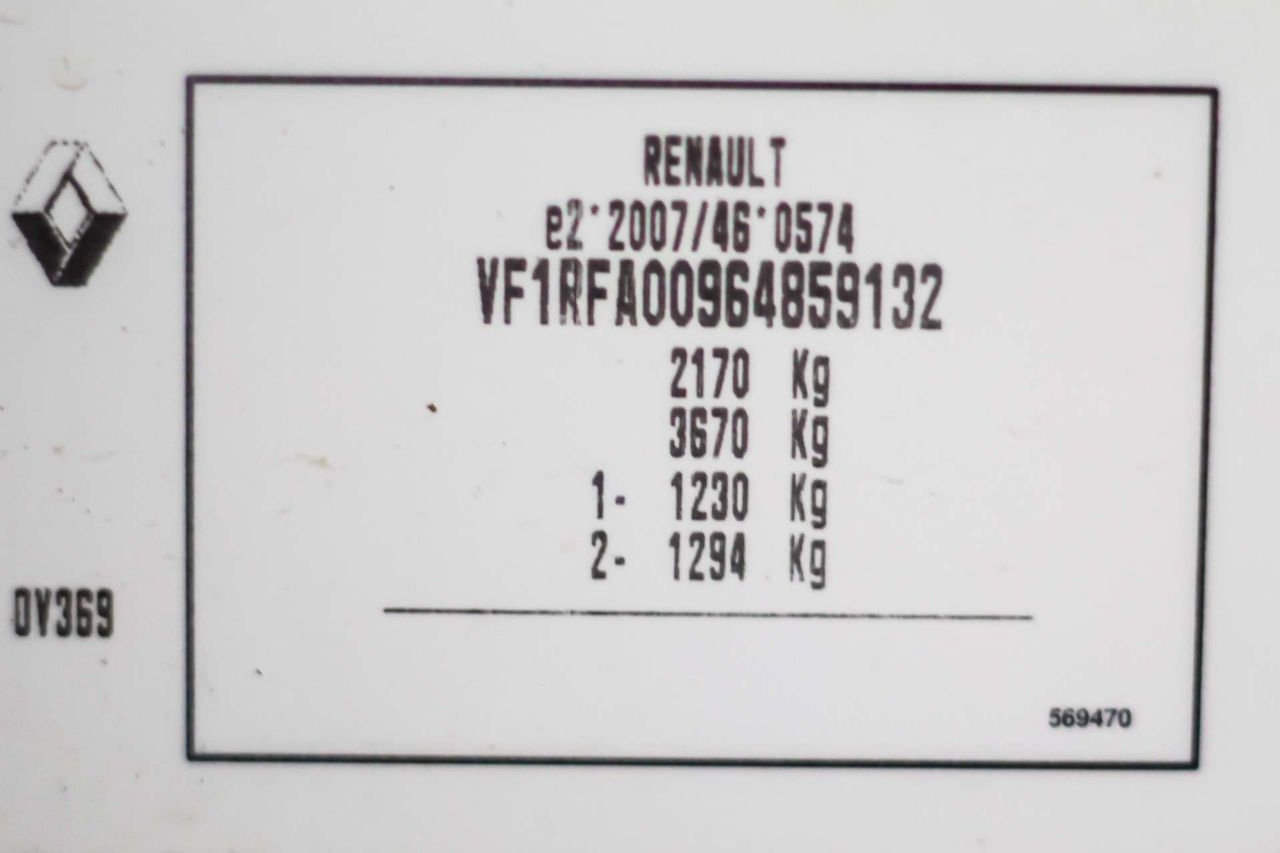 RENAULT
e2*2007/46*0574
VF1RFA00964859132
2170 Kg
3670 Kg
1- 1230 Kg
2- 1294 Kg
0V369
569470